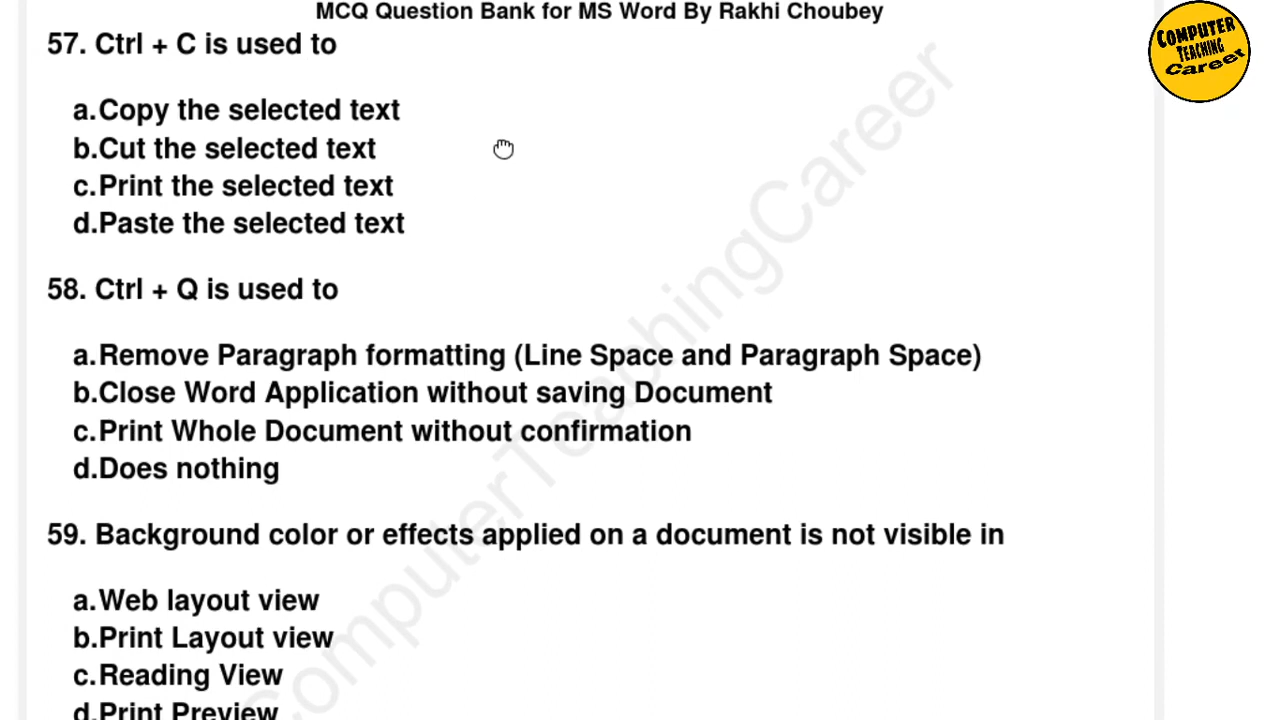 MCQ Question Bank for MS Word By Rakhi Choubey
COMPUTER
TEACHING
Career
57. Ctrl + C is used to
a.Copy the selected text
b.Cut the selected text
c.Print the selected text
d.Paste the selected text
58. Ctrl + Q is used to
a.Remove Paragraph formatting (Line Space and Paragraph Space)
b.Close Word Application without saving Document
c.Print Whole Document without confirmation
d.Does nothing
59. Background color or effects applied on a document is not visible in
a.Web layout view
b.Print Layout view
c.Reading View
d.Print Preview
ComputerTeachingCareer